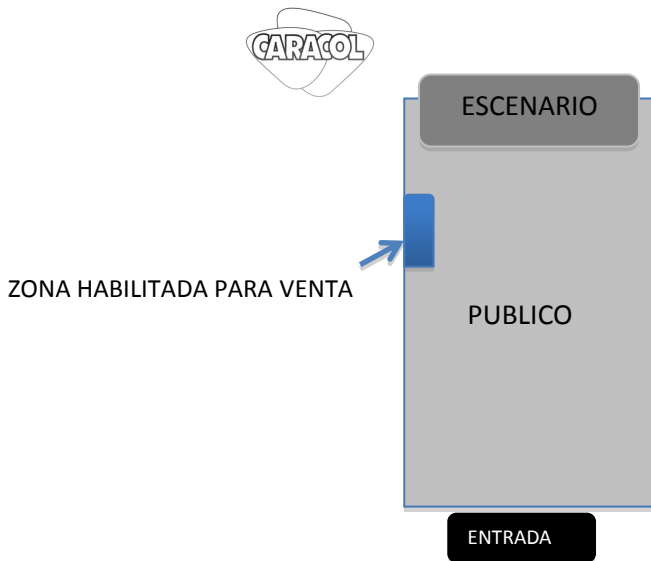 CARACOL
ESCENARIO
ZONA HABILITADA PARA VENTA
PUBLICO
ENTRADA